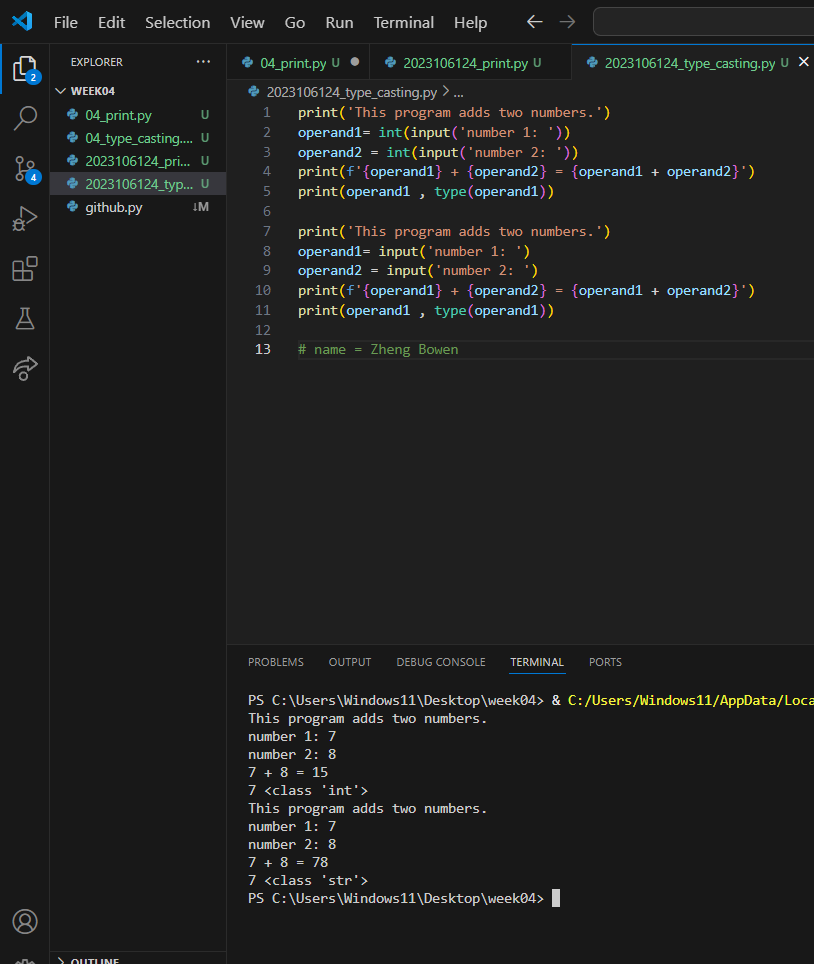 File Edit Selection View Go Run Terminal Help
EXPLORER
WEEK04
04_print.py U
04_type_casting.... U
2023106124_pri... U
2023106124_typ... U
github.py ↓M
2
4
OUTLINE
04_print.py U
2023106124_print.py U
2023106124_type_casting.py U
2023106124_type_casting.py > ...
1 print('This program adds two numbers.')
2 operand1= int(input('number 1: '))
3 operand2 = int(input('number 2: '))
4 print(f'{operand1} + {operand2} = {operand1 + operand2}')
5 print(operand1 , type(operand1))
6
7 print('This program adds two numbers.')
8 operand1= input('number 1: ')
9 operand2 = input('number 2: ')
10 print(f'{operand1} + {operand2} = {operand1 + operand2}')
11 print(operand1 , type(operand1))
12
13 # name = Zheng Bowen
PROBLEMS OUTPUT DEBUG CONSOLE TERMINAL PORTS
PS C:\Users\Windows11\Desktop\week04> & C:/Users/Windows11/AppData/Loca
This program adds two numbers.
number 1: 7
number 2: 8
7 + 8 = 15
7 <class 'int'>
This program adds two numbers.
number 1: 7
number 2: 8
7 + 8 = 78
7 <class 'str'>
PS C:\Users\Windows11\Desktop\week04>